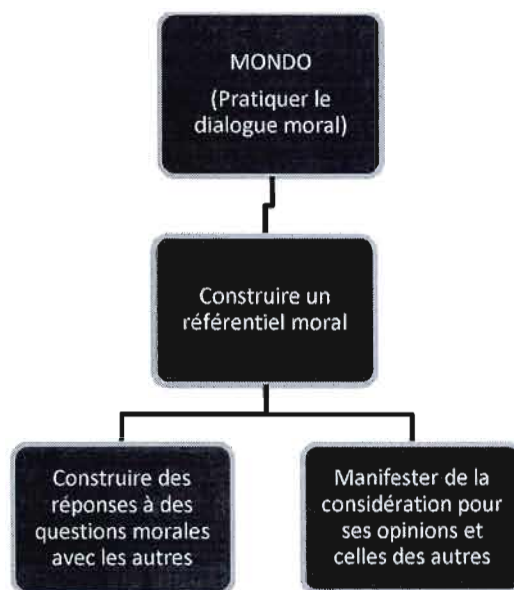 MONDO
(Pratiquer le
dialogue moral)
Construire un
référentiel moral
Construire des
réponses à des
questions morales
avec les autres
Manifester de la
considération pour
ses opinions et
celles des autres